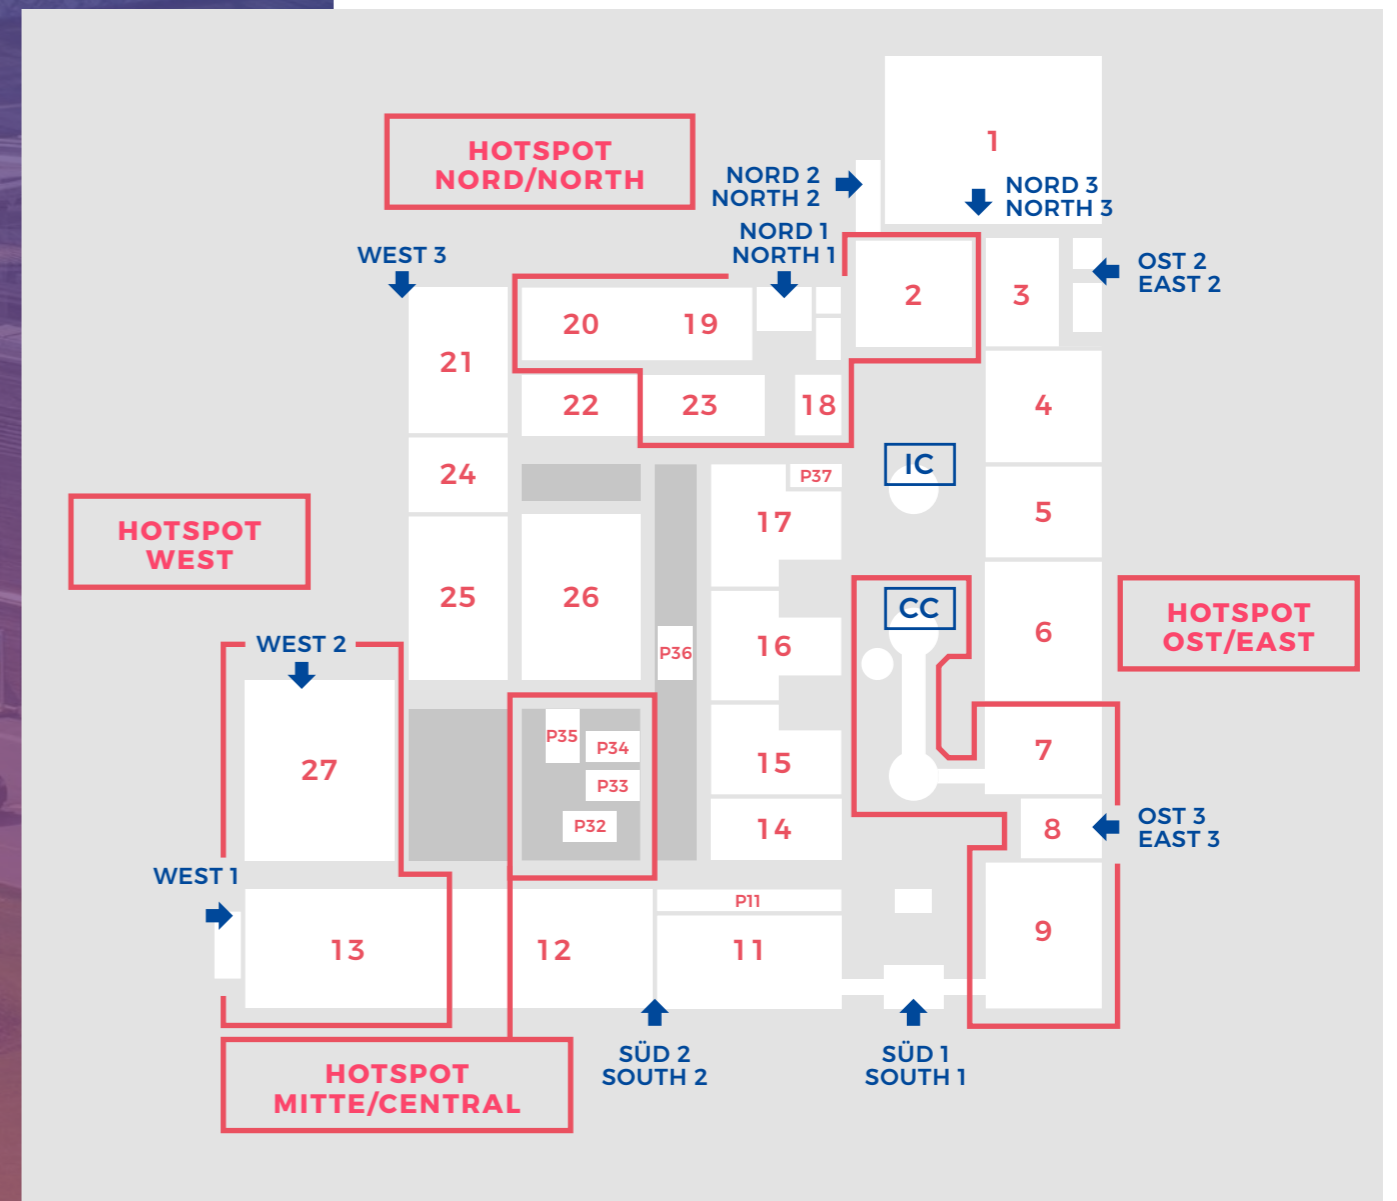 1
HOTSPOT
NORD/NORTH
NORD 2
NORTH 2
NORD 3
NORTH 3
NORD 1
NORTH 1
WEST 3
OST 2
EAST 2
2
3
20
19
21
22
23
18
4
IC
24
P37
17
5
HOTSPOT
WEST
25
26
CC
6
HOTSPOT
OST/EAST
16
P36
WEST 2
27
P35
P34
P33
P32
15
7
14
8
OST 3
EAST 3
WEST 1
P11
13
12
11
9
SÜD 2
SOUTH 2
SÜD 1
SOUTH 1
HOTSPOT
MITTE/CENTRAL